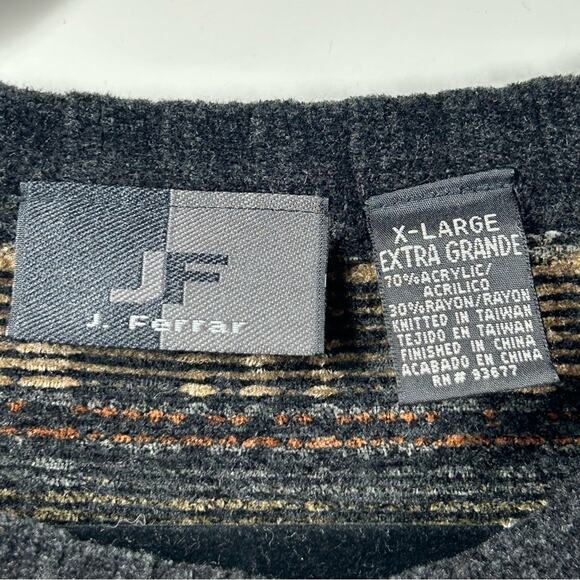 JF
J. Ferrar
X-LARGE
EXTRA GRANDE
70% ACRYLIC/
ACRILICO
30% RAYON/RAYON
KNITTED IN TAIWAN
TEJIDO EN TAIWAN
FINISHED IN CHINA
ACABADO EN CHINA
RN# 93677